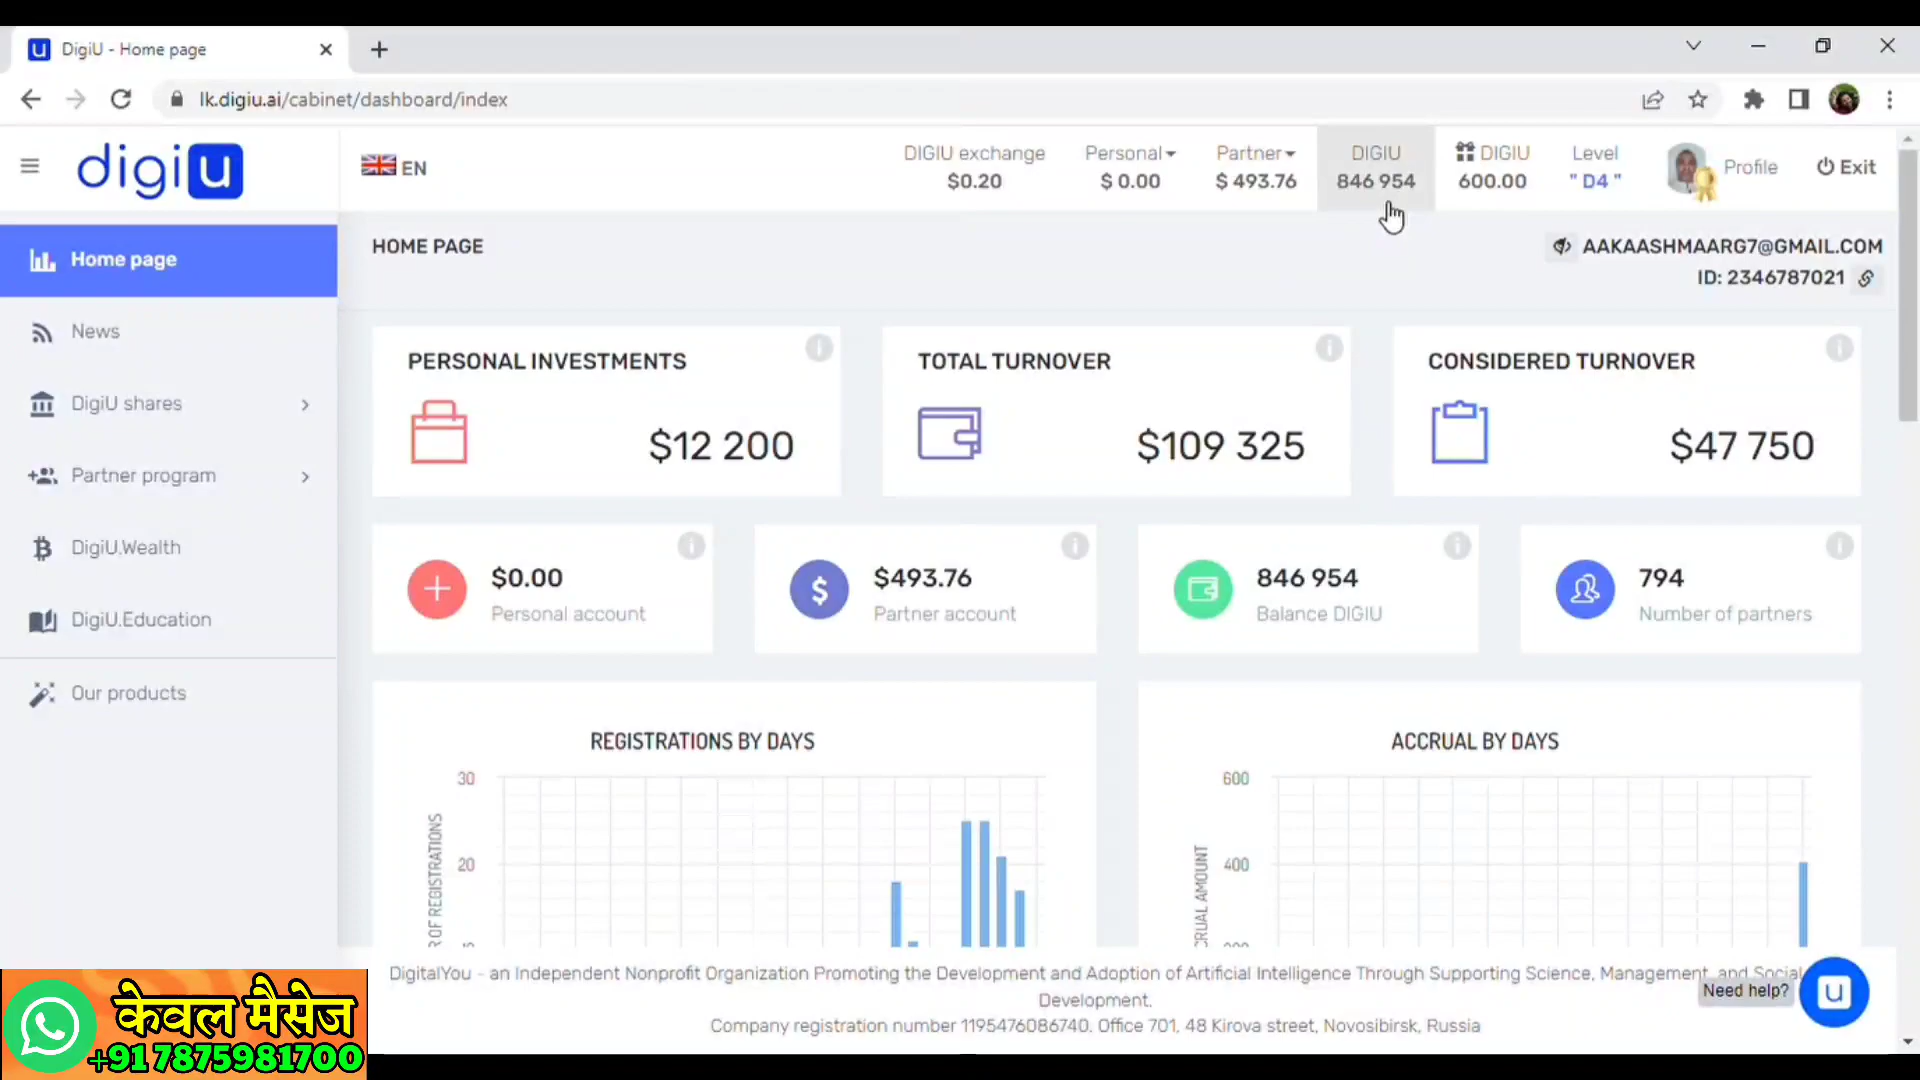 DigiU - Home page
lk.digiu.ai/cabinet/dashboard/index
digiu
EN
DIGIU exchange
$0.20
Personal
$ 0.00
Partner
$ 493.76
DIGIU
846 954
DIGIU
600.00
Level
" D4 "
Profile
Exit
Home page
News
DigiU shares
Partner program
DigiU.Wealth
DigiU.Education
Our products
HOME PAGE
AAKAASHMAARG7@GMAIL.COM
ID: 2346787021
PERSONAL INVESTMENTS
$12 200
TOTAL TURNOVER
$109 325
CONSIDERED TURNOVER
$47 750
$0.00
Personal account
$493.76
Partner account
846 954
Balance DIGIU
794
Number of partners
REGISTRATIONS BY DAYS
30
20
R OF REGISTRATIONS
ACCRUAL BY DAYS
600
400
CRUAL AMOUNT
DigitalYou - an Independent Nonprofit Organization Promoting the Development and Adoption of Artificial Intelligence Through Supporting Science, Management, and Social
Development.
Company registration number 1195476086740. Office 701, 48 Kirova street, Novosibirsk, Russia
Need help?
केवल मैसेज
+91 7875981700